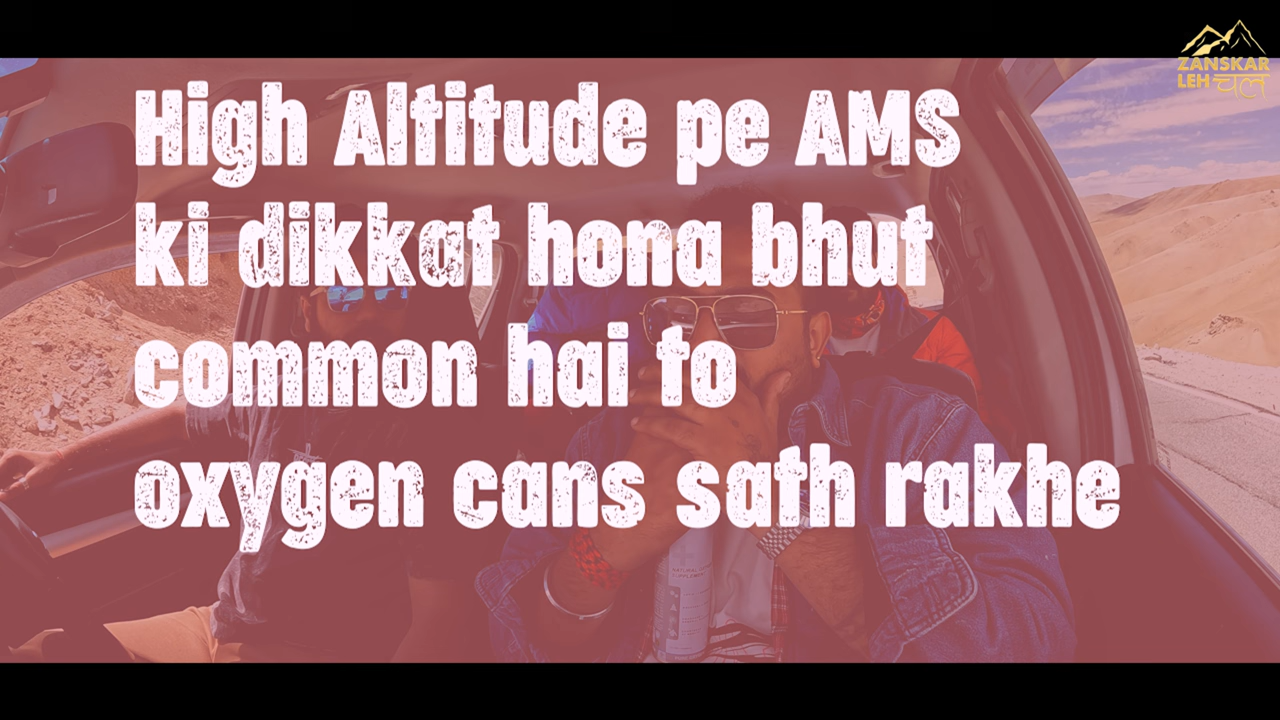 ZANSKAR
LEH चल
High Altitude pe AMS
ki dikkat hona bhut
common hai to
oxygen cans sath rakhe